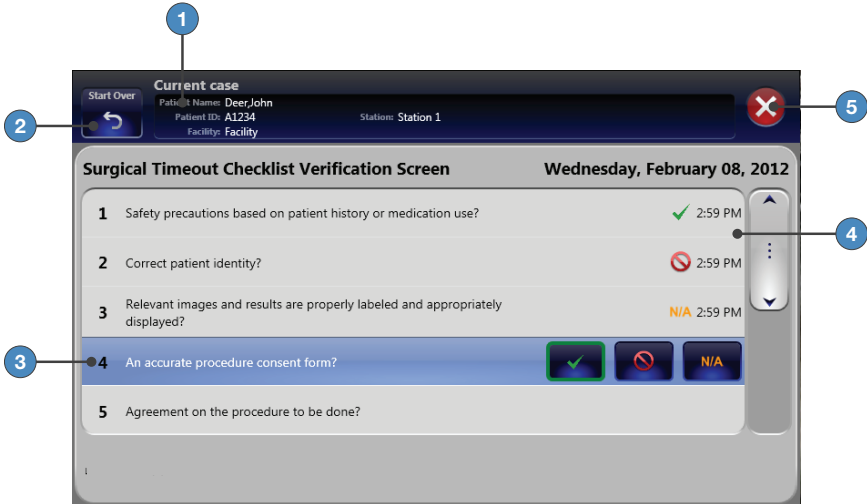 1
Current case
Start Over
Patient Name: Deer,John
Patient ID: A1234 Station: Station 1
Facility: Facility
2
5
Surgical Timeout Checklist Verification Screen Wednesday, February 08, 2012
1 Safety precautions based on patient history or medication use? 2:59 PM
4
2 Correct patient identity? 2:59 PM
3 Relevant images and results are properly labeled and appropriately
displayed? N/A 2:59 PM
3
4 An accurate procedure consent form? N/A
5 Agreement on the procedure to be done?